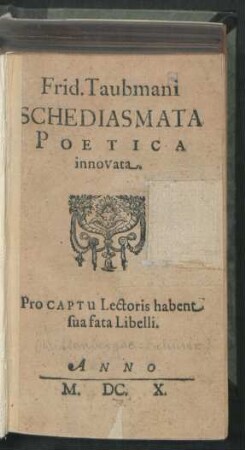 Frid. Taubmani
SCHEDIASMATA
POETICA
innovata.
Pro CAPTU Lectoris habent
sua fata Libelli.
ANNO
M. DC. X.